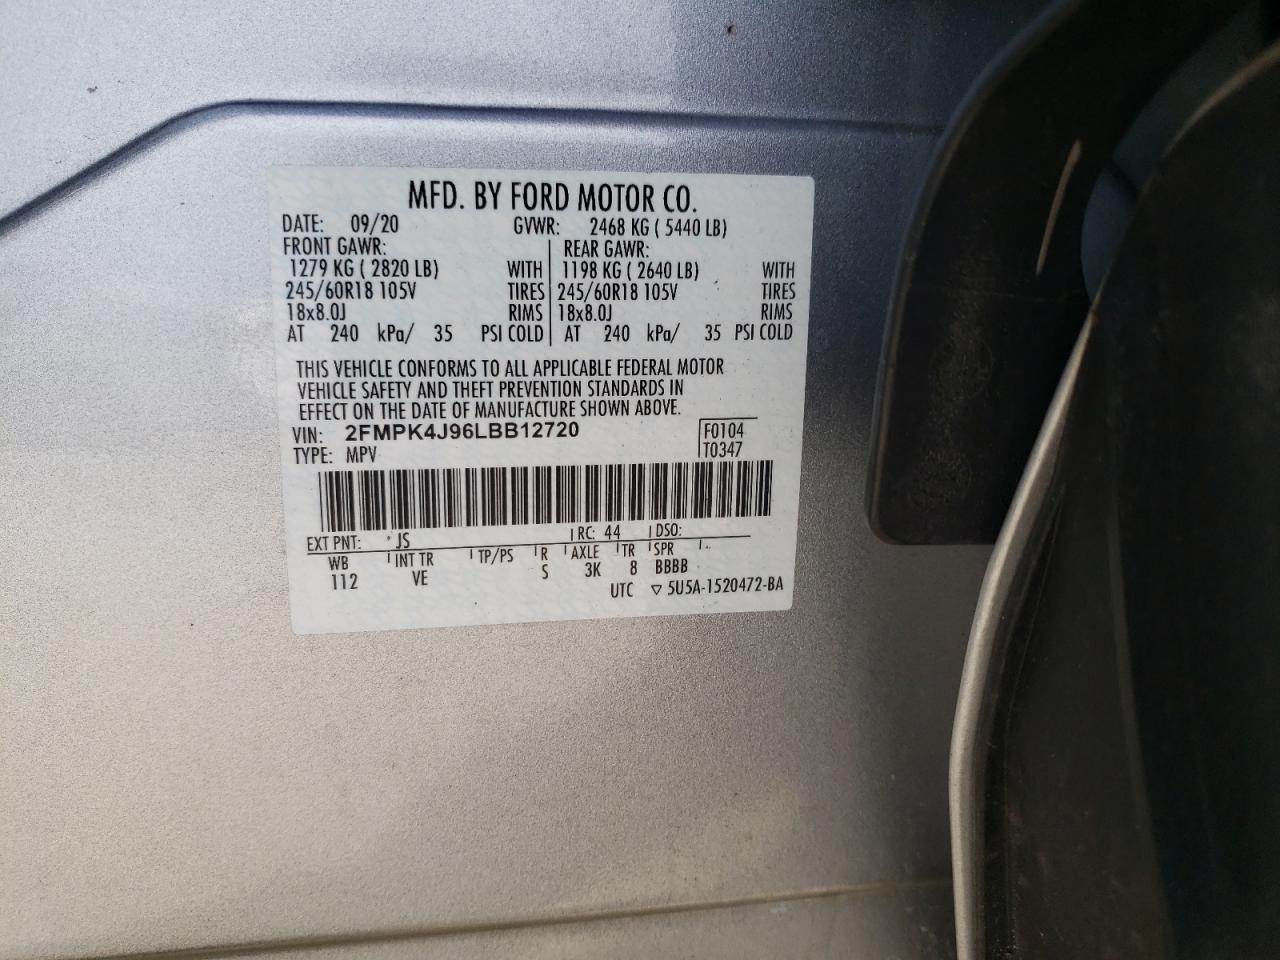 MFD. BY FORD MOTOR CO.
DATE: 09/20 GVWR: 2468 KG ( 5440 LB)
FRONT GAWR: REAR GAWR:
1279 KG ( 2820 LB) WITH 1198 KG ( 2640 LB) WITH
245/60R18 105V TIRES 245/60R18 105V TIRES
18x8.0J RIMS 18x8.0J RIMS
AT 240 kPa/ 35 PSI COLD AT 240 kPa/ 35 PSI COLD
THIS VEHICLE CONFORMS TO ALL APPLICABLE FEDERAL MOTOR
VEHICLE SAFETY AND THEFT PREVENTION STANDARDS IN
EFFECT ON THE DATE OF MANUFACTURE SHOWN ABOVE.
VIN: 2FMPK4J96LBB12720 F0104
TYPE: MPV T0347
EXT PNT: JS RC: 44 DSO:
WB INT TR TP/PS R AXLE TR SPR
112 VE S 3K 8 BBBB
UTC ▽ 5U5A-1520472-BA